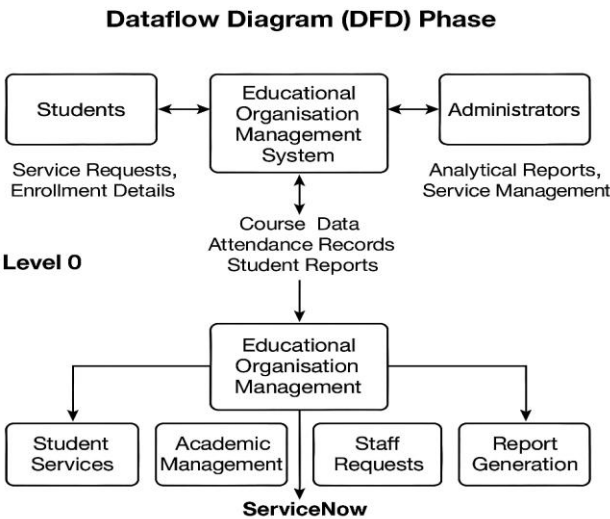 Dataflow Diagram (DFD) Phase
Students
Educational
Organisation
Management
System
Administrators
Service Requests,
Enrollment Details
Analytical Reports,
Service Management
Course Data
Attendance Records
Student Reports
Level 0
Educational
Organisation
Management
Student
Services
Academic
Management
Staff
Requests
Report
Generation
ServiceNow